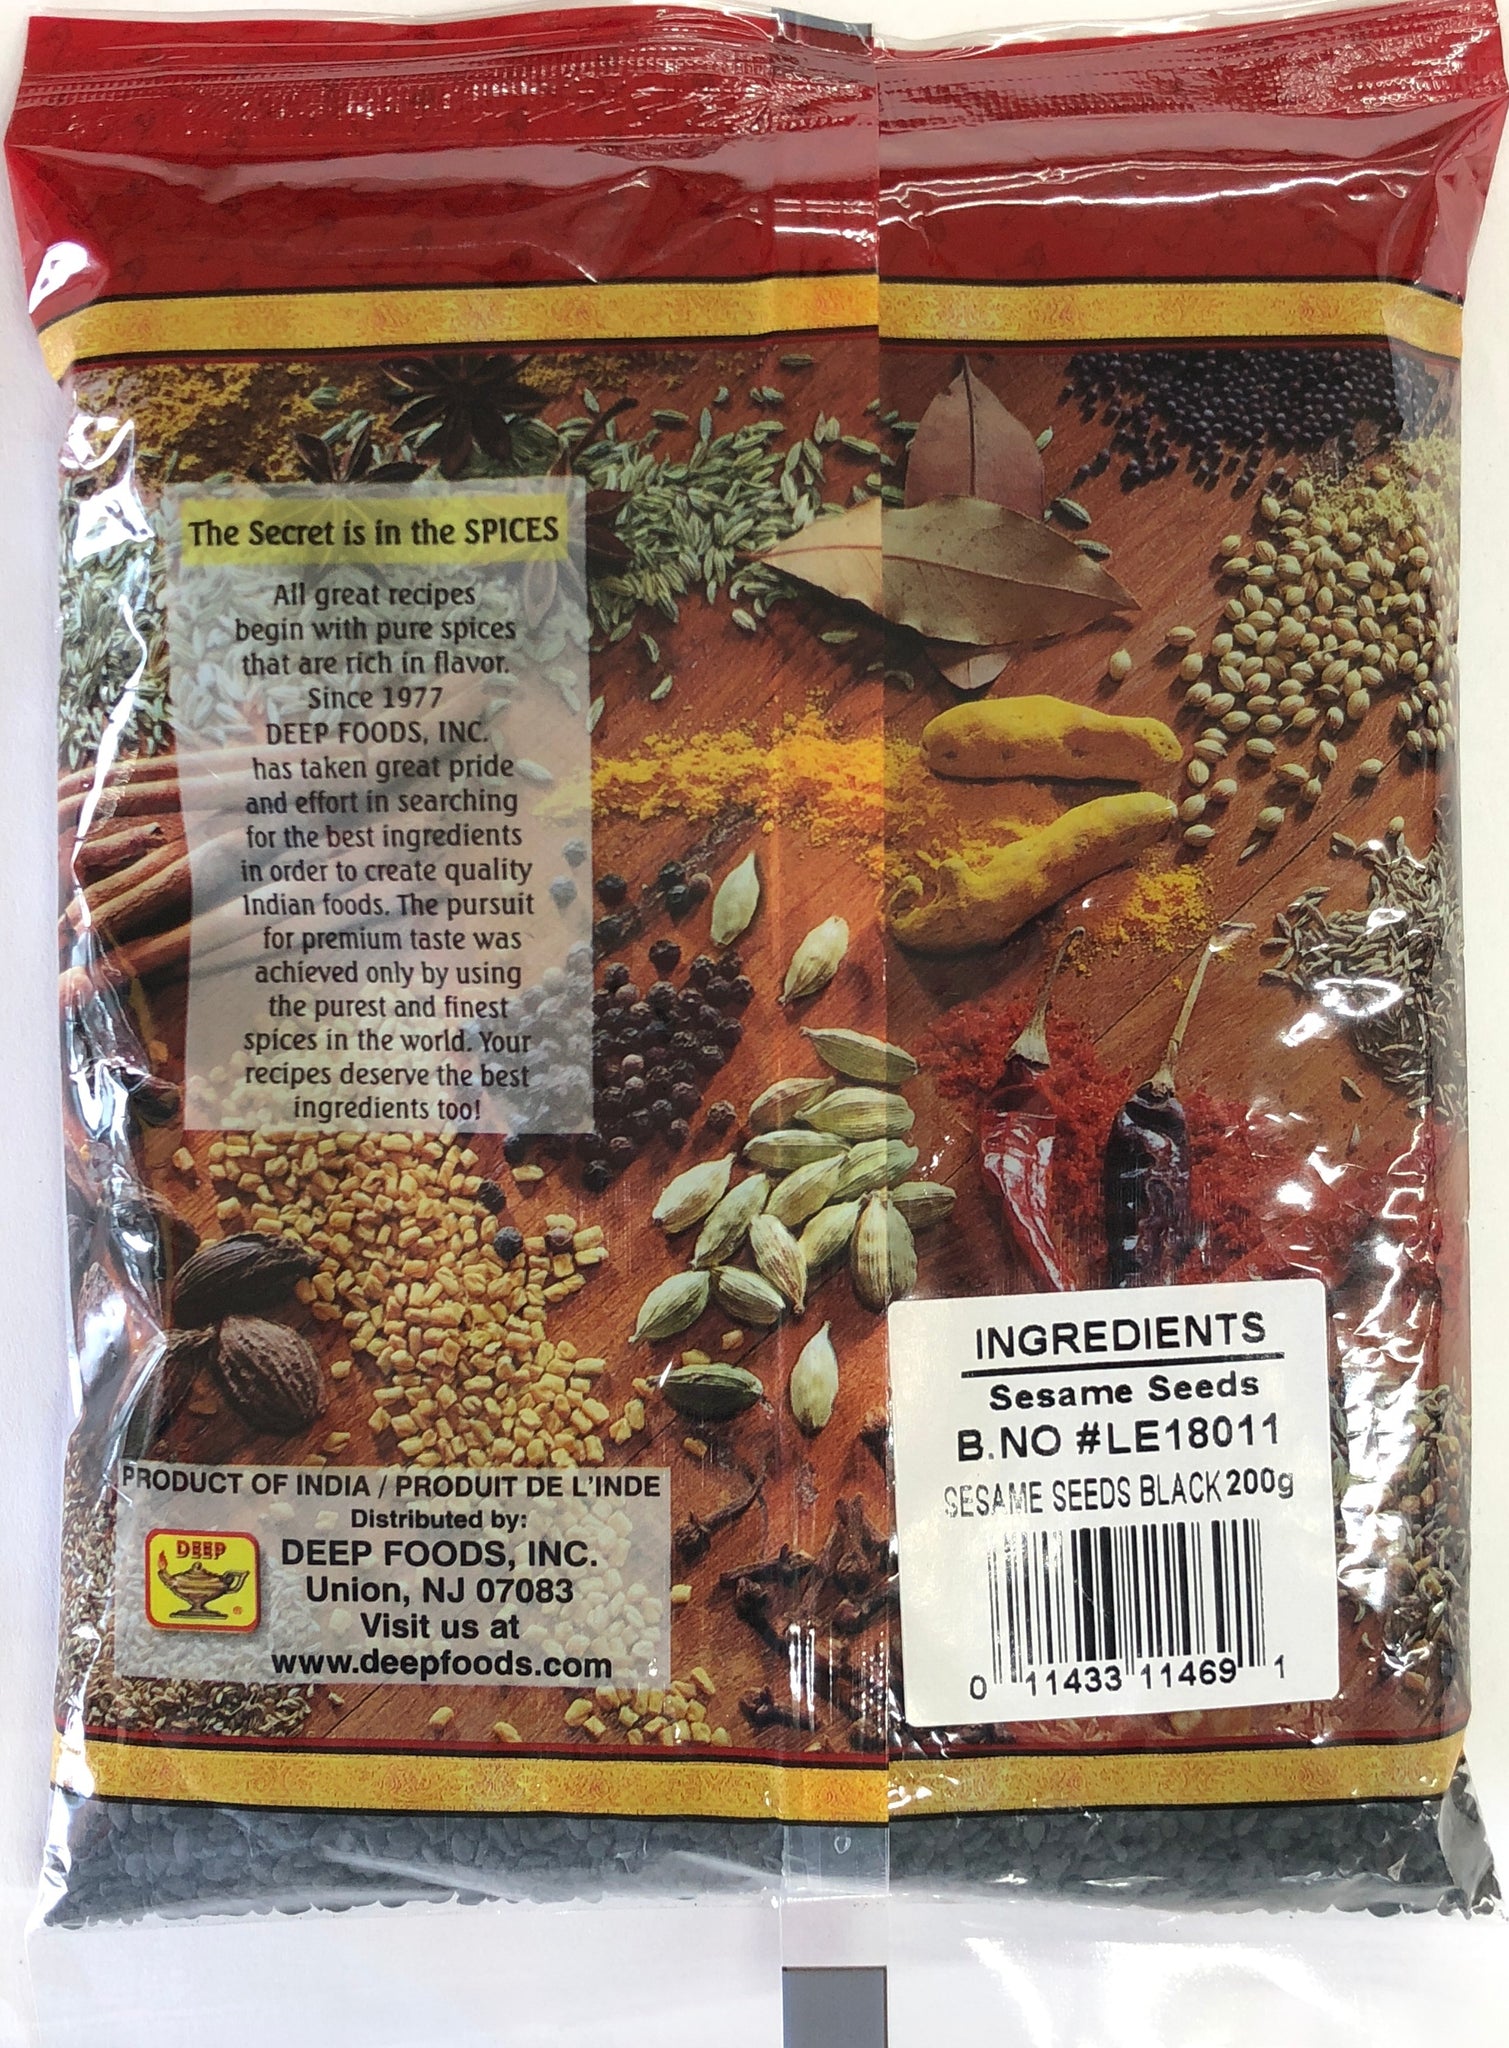 The Secret is in the SPICES
All great recipes
begin with pure spices
that are rich in flavor.
Since 1977
DEEP FOODS, INC.
has taken great pride
and effort in searching
for the best ingredients
in order to create quality
Indian foods. The pursuit
for premium taste was
achieved only by using
the purest and finest
spices in the world. Your
recipes deserve the best
ingredients too!
PRODUCT OF INDIA / PRODUIT DE L'INDE
Distributed by:
DEEP
DEEP FOODS, INC.
Union, NJ 07083
Visit us at
www.deepfoods.com
INGREDIENTS
Sesame Seeds
B.NO #LE18011
SESAME SEEDS BLACK 200g
0 11433 11469 1